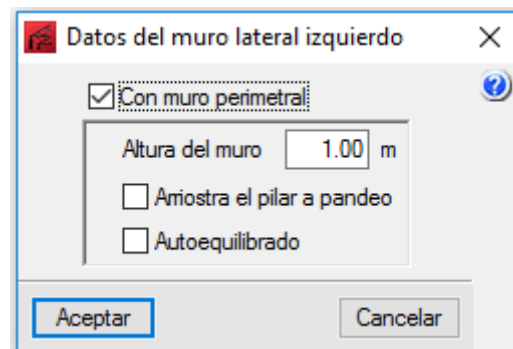 Datos del muro lateral izquierdo
Con muro perimetral
Altura del muro 1.00 m
Arriostra el pilar a pandeo
Autoequilibrado
Aceptar Cancelar